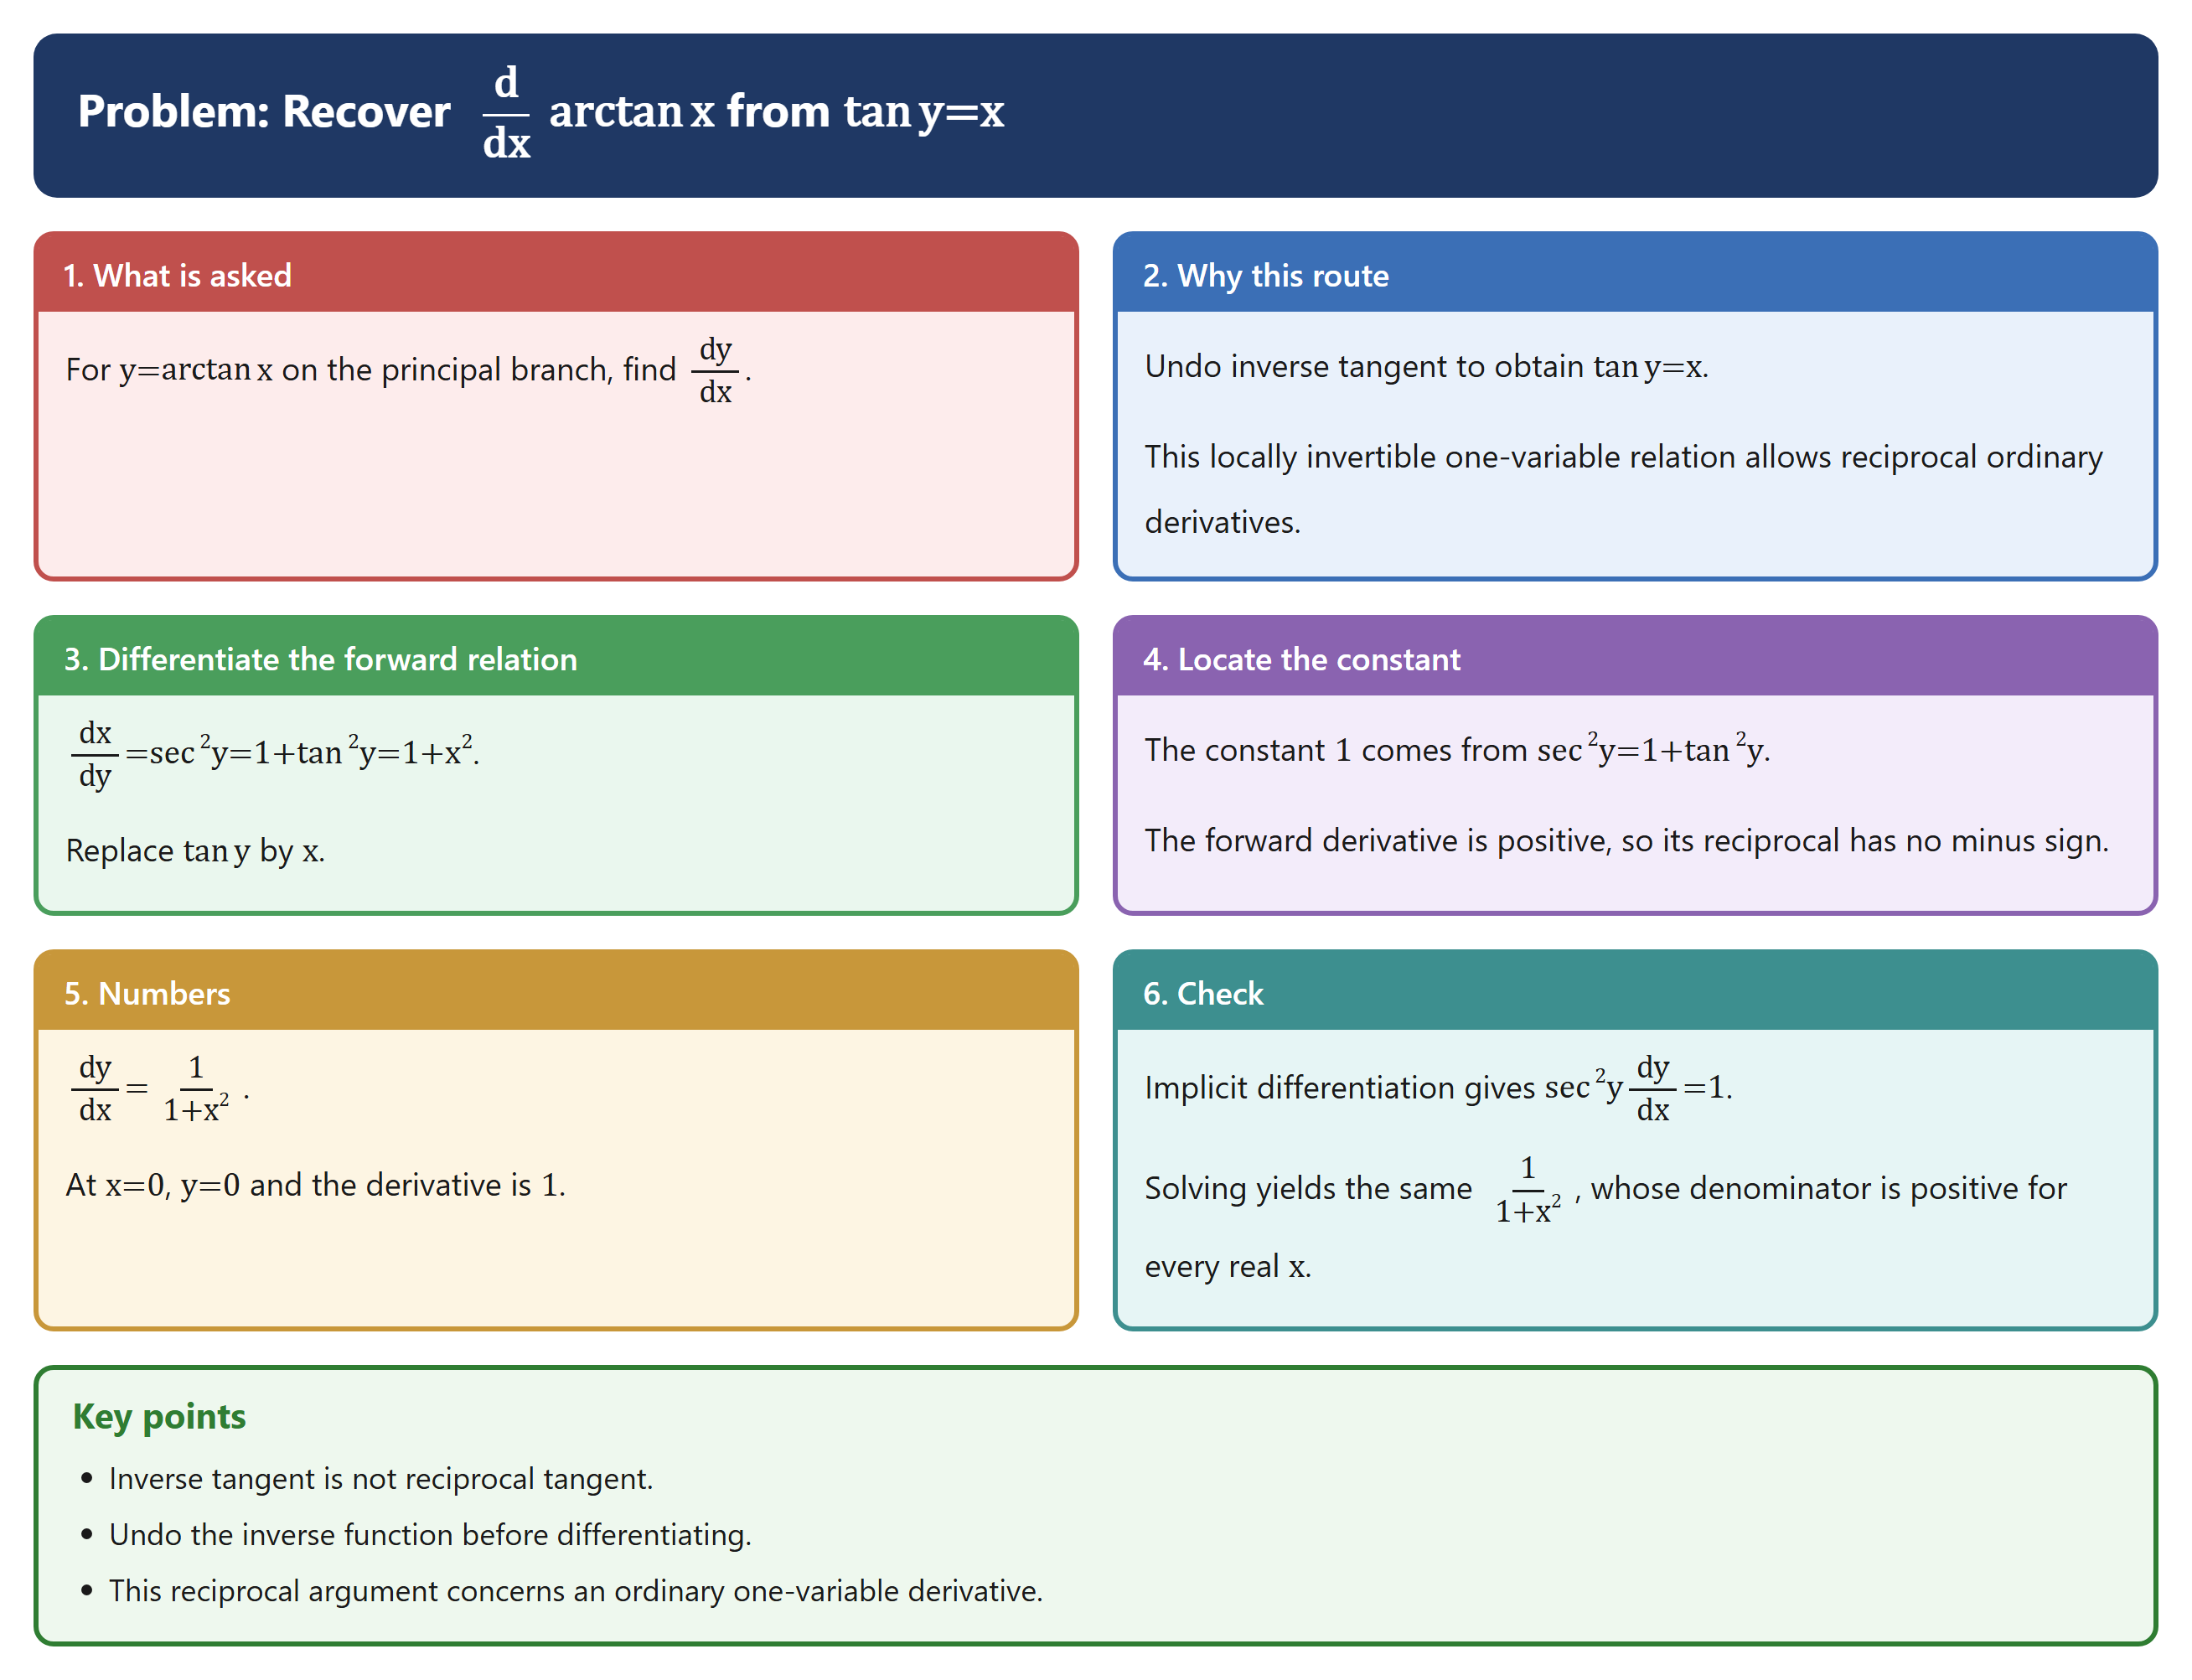 Problem: Recover d/dx arctan x from tan y=x
1. What is asked
For y=arctan x on the principal branch, find dy/dx.
2. Why this route
Undo inverse tangent to obtain tan y=x.
This locally invertible one-variable relation allows reciprocal ordinary
derivatives.
3. Differentiate the forward relation
dx/dy=sec²y=1+tan²y=1+x².
Replace tan y by x.
4. Locate the constant
The constant 1 comes from sec²y=1+tan²y.
The forward derivative is positive, so its reciprocal has no minus sign.
5. Numbers
dy/dx=1/(1+x²).
At x=0, y=0 and the derivative is 1.
6. Check
Implicit differentiation gives sec²y dy/dx=1.
Solving yields the same 1/(1+x²), whose denominator is positive for
every real x.
Key points
• Inverse tangent is not reciprocal tangent.
• Undo the inverse function before differentiating.
• This reciprocal argument concerns an ordinary one-variable derivative.